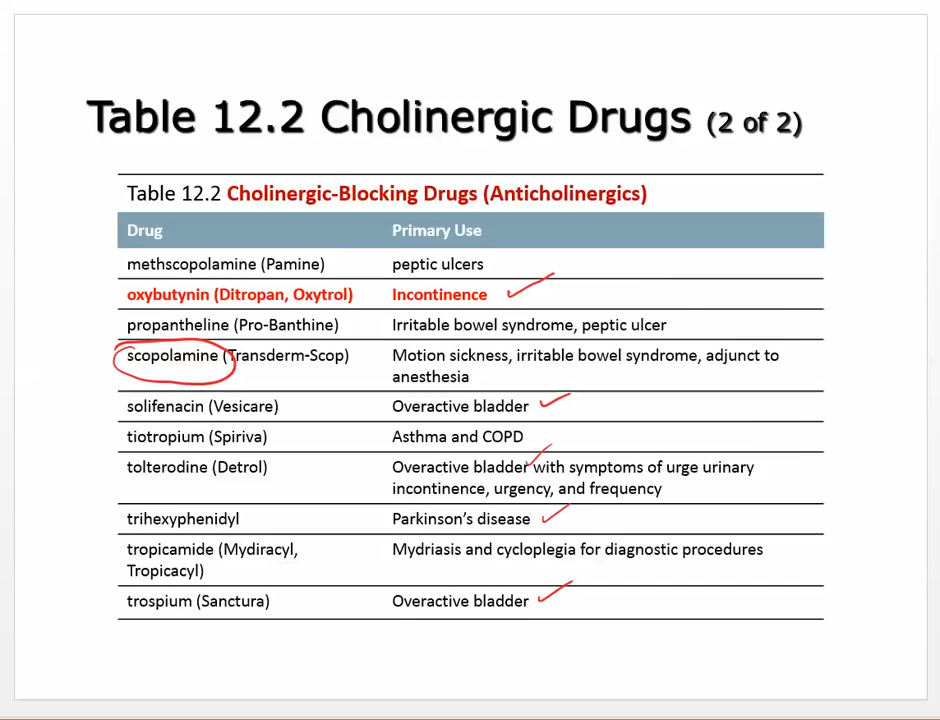 Table 12.2 Cholinergic Drugs (2 of 2)
Table 12.2 Cholinergic-Blocking Drugs (Anticholinergics)
Drug Primary Use
methscopolamine (Pamine) peptic ulcers
oxybutynin (Ditropan, Oxytrol) Incontinence
propantheline (Pro-Banthine) Irritable bowel syndrome, peptic ulcer
scopolamine (Transderm-Scop) Motion sickness, irritable bowel syndrome, adjunct to
anesthesia
solifenacin (Vesicare) Overactive bladder
tiotropium (Spiriva) Asthma and COPD
tolterodine (Detrol) Overactive bladder with symptoms of urge urinary
incontinence, urgency, and frequency
trihexyphenidyl Parkinson’s disease
tropicamide (Mydiracyl, Mydriasis and cycloplegia for diagnostic procedures
Tropicacyl)
trospium (Sanctura) Overactive bladder